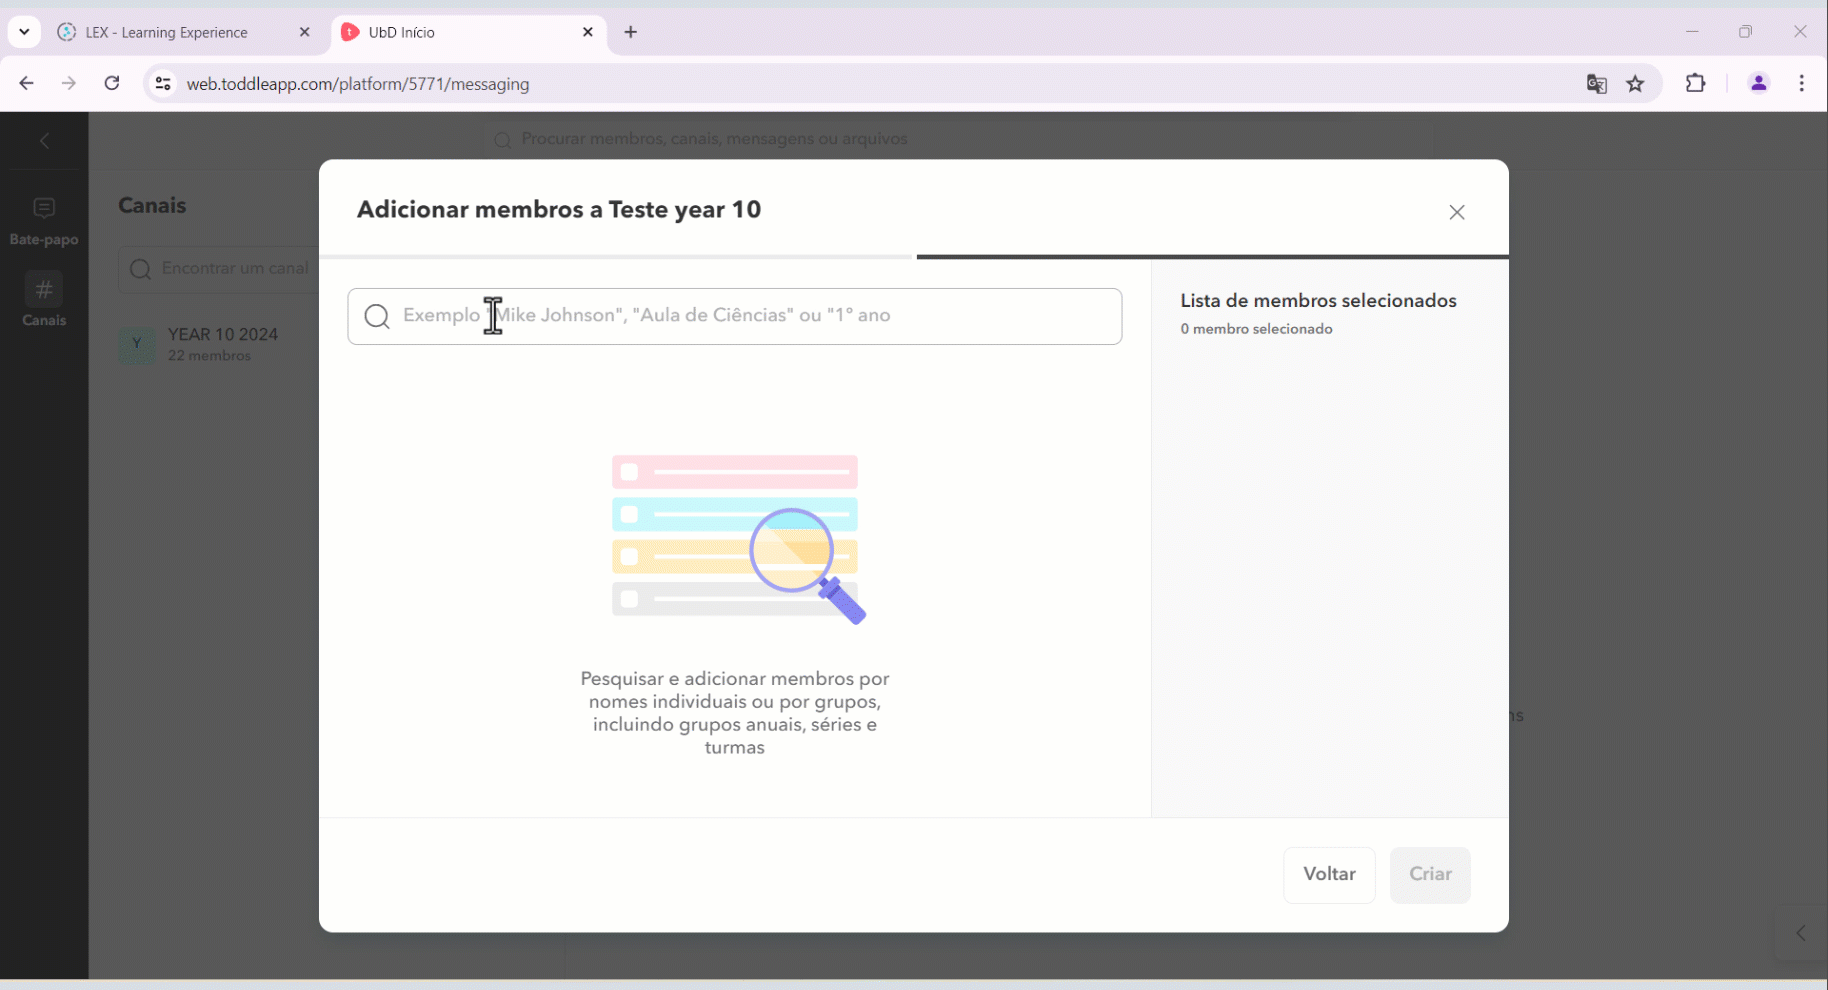 LEX - Learning Experience
UbD Início
web.toddleapp.com/platform/5771/messaging
Procurar membros, canais, mensagens ou arquivos
Bate-papo
Canais
Canais
Encontrar um canal
Y
YEAR 10 2024
22 membros
Adicionar membros a Teste year 10
Exemplo "Mike Johnson", "Aula de Ciências" ou "1º ano
Lista de membros selecionados
0 membro selecionado
Pesquisar e adicionar membros por
nomes individuais ou por grupos,
incluindo grupos anuais, séries e
turmas
Voltar
Criar